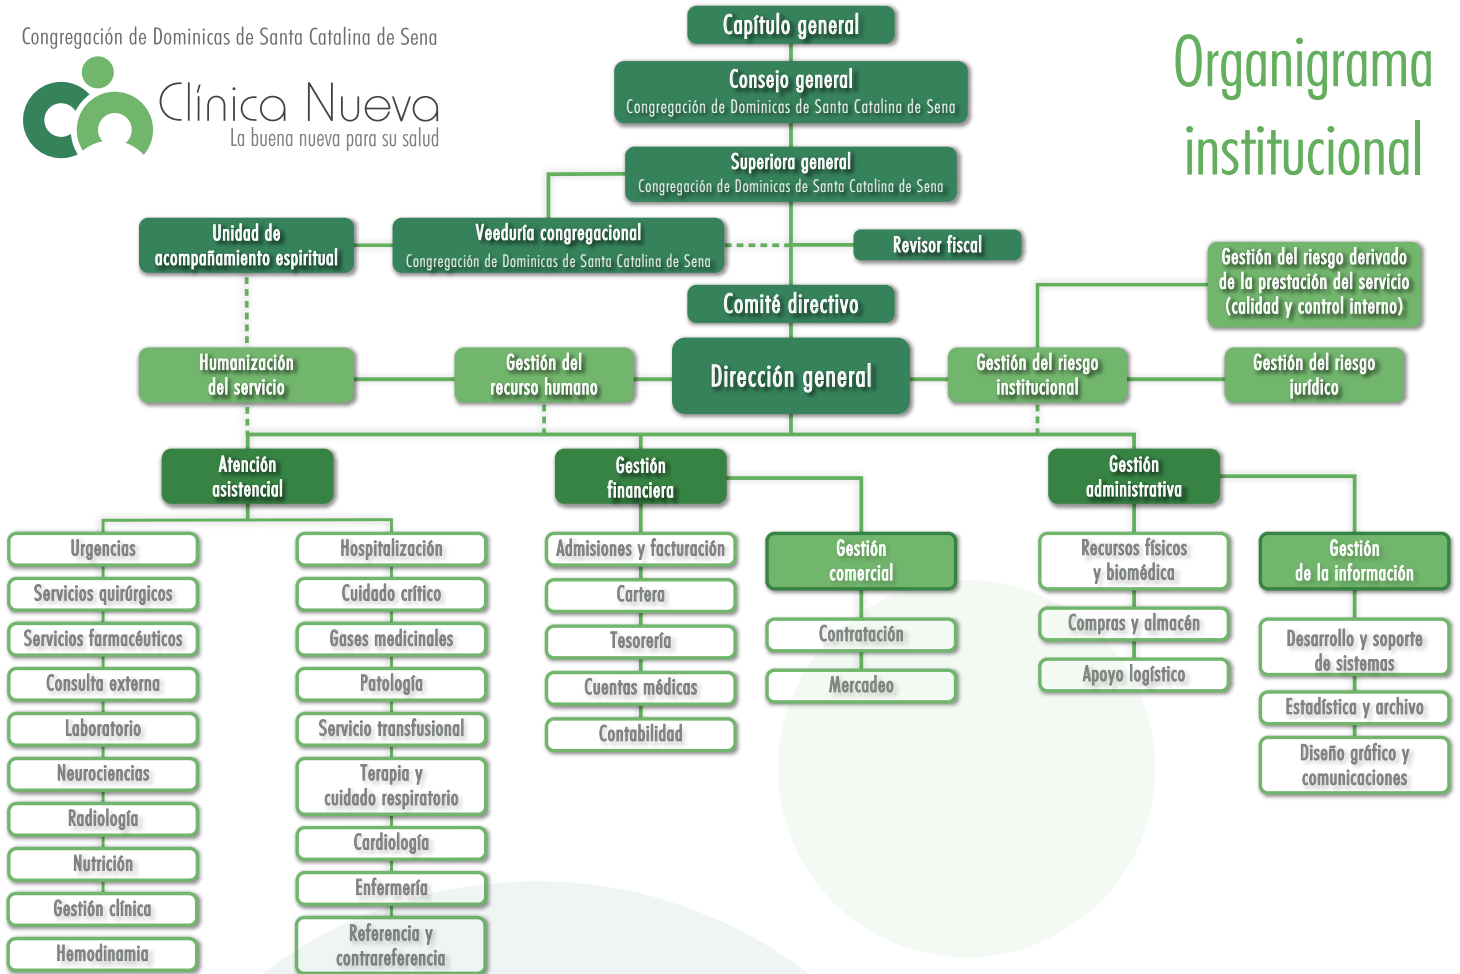 Congregación de Dominicas de Santa Catalina de Sena
Clínica Nueva
La buena nueva para su salud
Organigrama
institucional
Capítulo general
Consejo general
Congregación de Dominicas de Santa Catalina de Sena
Superiora general
Congregación de Dominicas de Santa Catalina de Sena
Unidad de
acompañamiento espiritual
Veeduría congregacional
Congregación de Dominicas de Santa Catalina de Sena
Revisor fiscal
Gestión del riesgo derivado
de la prestación del servicio
(calidad y control interno)
Comité directivo
Humanización
del servicio
Gestión del
recurso humano
Dirección general
Gestión del riesgo
institucional
Gestión del riesgo
jurídico
Atención
asistencial
Gestión
financiera
Gestión
administrativa
Urgencias
Servicios quirúrgicos
Servicios farmacéuticos
Consulta externa
Laboratorio
Neurociencias
Radiología
Nutrición
Gestión clínica
Hemodinamia
Hospitalización
Cuidado crítico
Gases medicinales
Patología
Servicio transfusional
Terapia y
cuidado respiratorio
Cardiología
Enfermería
Referencia y
contrareferencia
Admisiones y facturación
Cartera
Tesorería
Cuentas médicas
Contabilidad
Gestión
comercial
Contratación
Mercadeo
Recursos físicos
y biomédica
Compras y almacén
Apoyo logístico
Gestión
de la información
Desarrollo y soporte
de sistemas
Estadística y archivo
Diseño gráfico y
comunicaciones